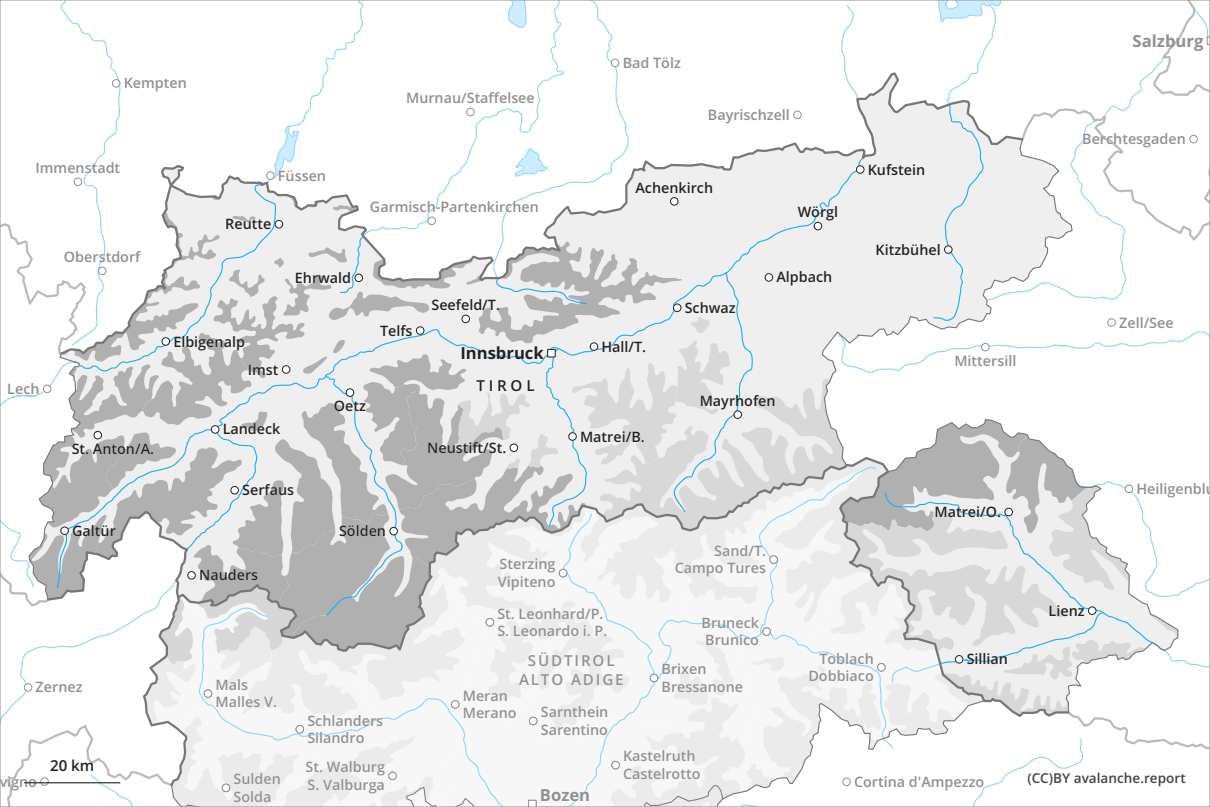 Salzburg
Bad Tölz
Kempten
Murnau/Staffelsee
Bayrischzell
Berchtesgaden
Immenstadt
Füssen
Kufstein
Achenkirch
Garmisch-Partenkirchen
Wörgl
Reutte
Kitzbühel
Oberstdorf
Ehrwald
Alpbach
Seefeld/T.
Schwaz
Zell/See
Telfs
Elbigenalp
Innsbruck
Hall/T.
Mittersill
Imst
TIROL
Lech
Oetz
Mayrhofen
Landeck
Matrei/B.
St. Anton/A.
Neustift/St.
Serfaus
Heiligenblu
Matrei/O.
Galtür
Sölden
Sand/T.
Campo Tures
Sterzing
Vipiteno
Nauders
Lienz
St. Leonhard/P.
S. Leonardo i. P.
Bruneck
Brunico
SÜDTIROL
ALTO ADIGE
Toblach
Dobbiaco
Sillian
Brixen
Bressanone
Zernez
Mals
Malles V.
Meran
Merano
Sarnthein
Sarentino
Schlanders
Silandro
Kastelruth
Castelrotto
St. Walburg
S. Valburga
20 km
vigno
Sulden
Solda
Cortina d'Ampezzo
(CC)BY avalanche.report
Bozen